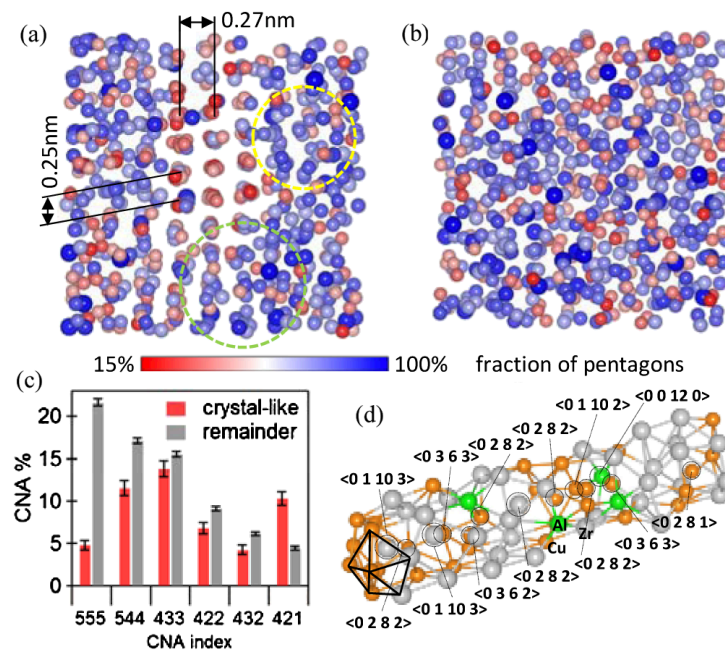 (a)
0.27nm
(b)
0.25nm
15%
100%
fraction of pentagons
(c)
CNA %
20
15
10
5
0
crystal-like
remainder
555 544 433 422 432 421
CNA index
(d)
<0 0 12 0>
<0 1 10 2>
<0 2 8 2>
<0 2 8 2>
<0 3 6 3>
<0 1 10 3>
Al
Zr
Cu
<0 2 8 1>
<0 3 6 3>
<0 2 8 2>
<0 2 8 2>
<0 3 6 2>
<0 1 10 3>
<0 2 8 2>